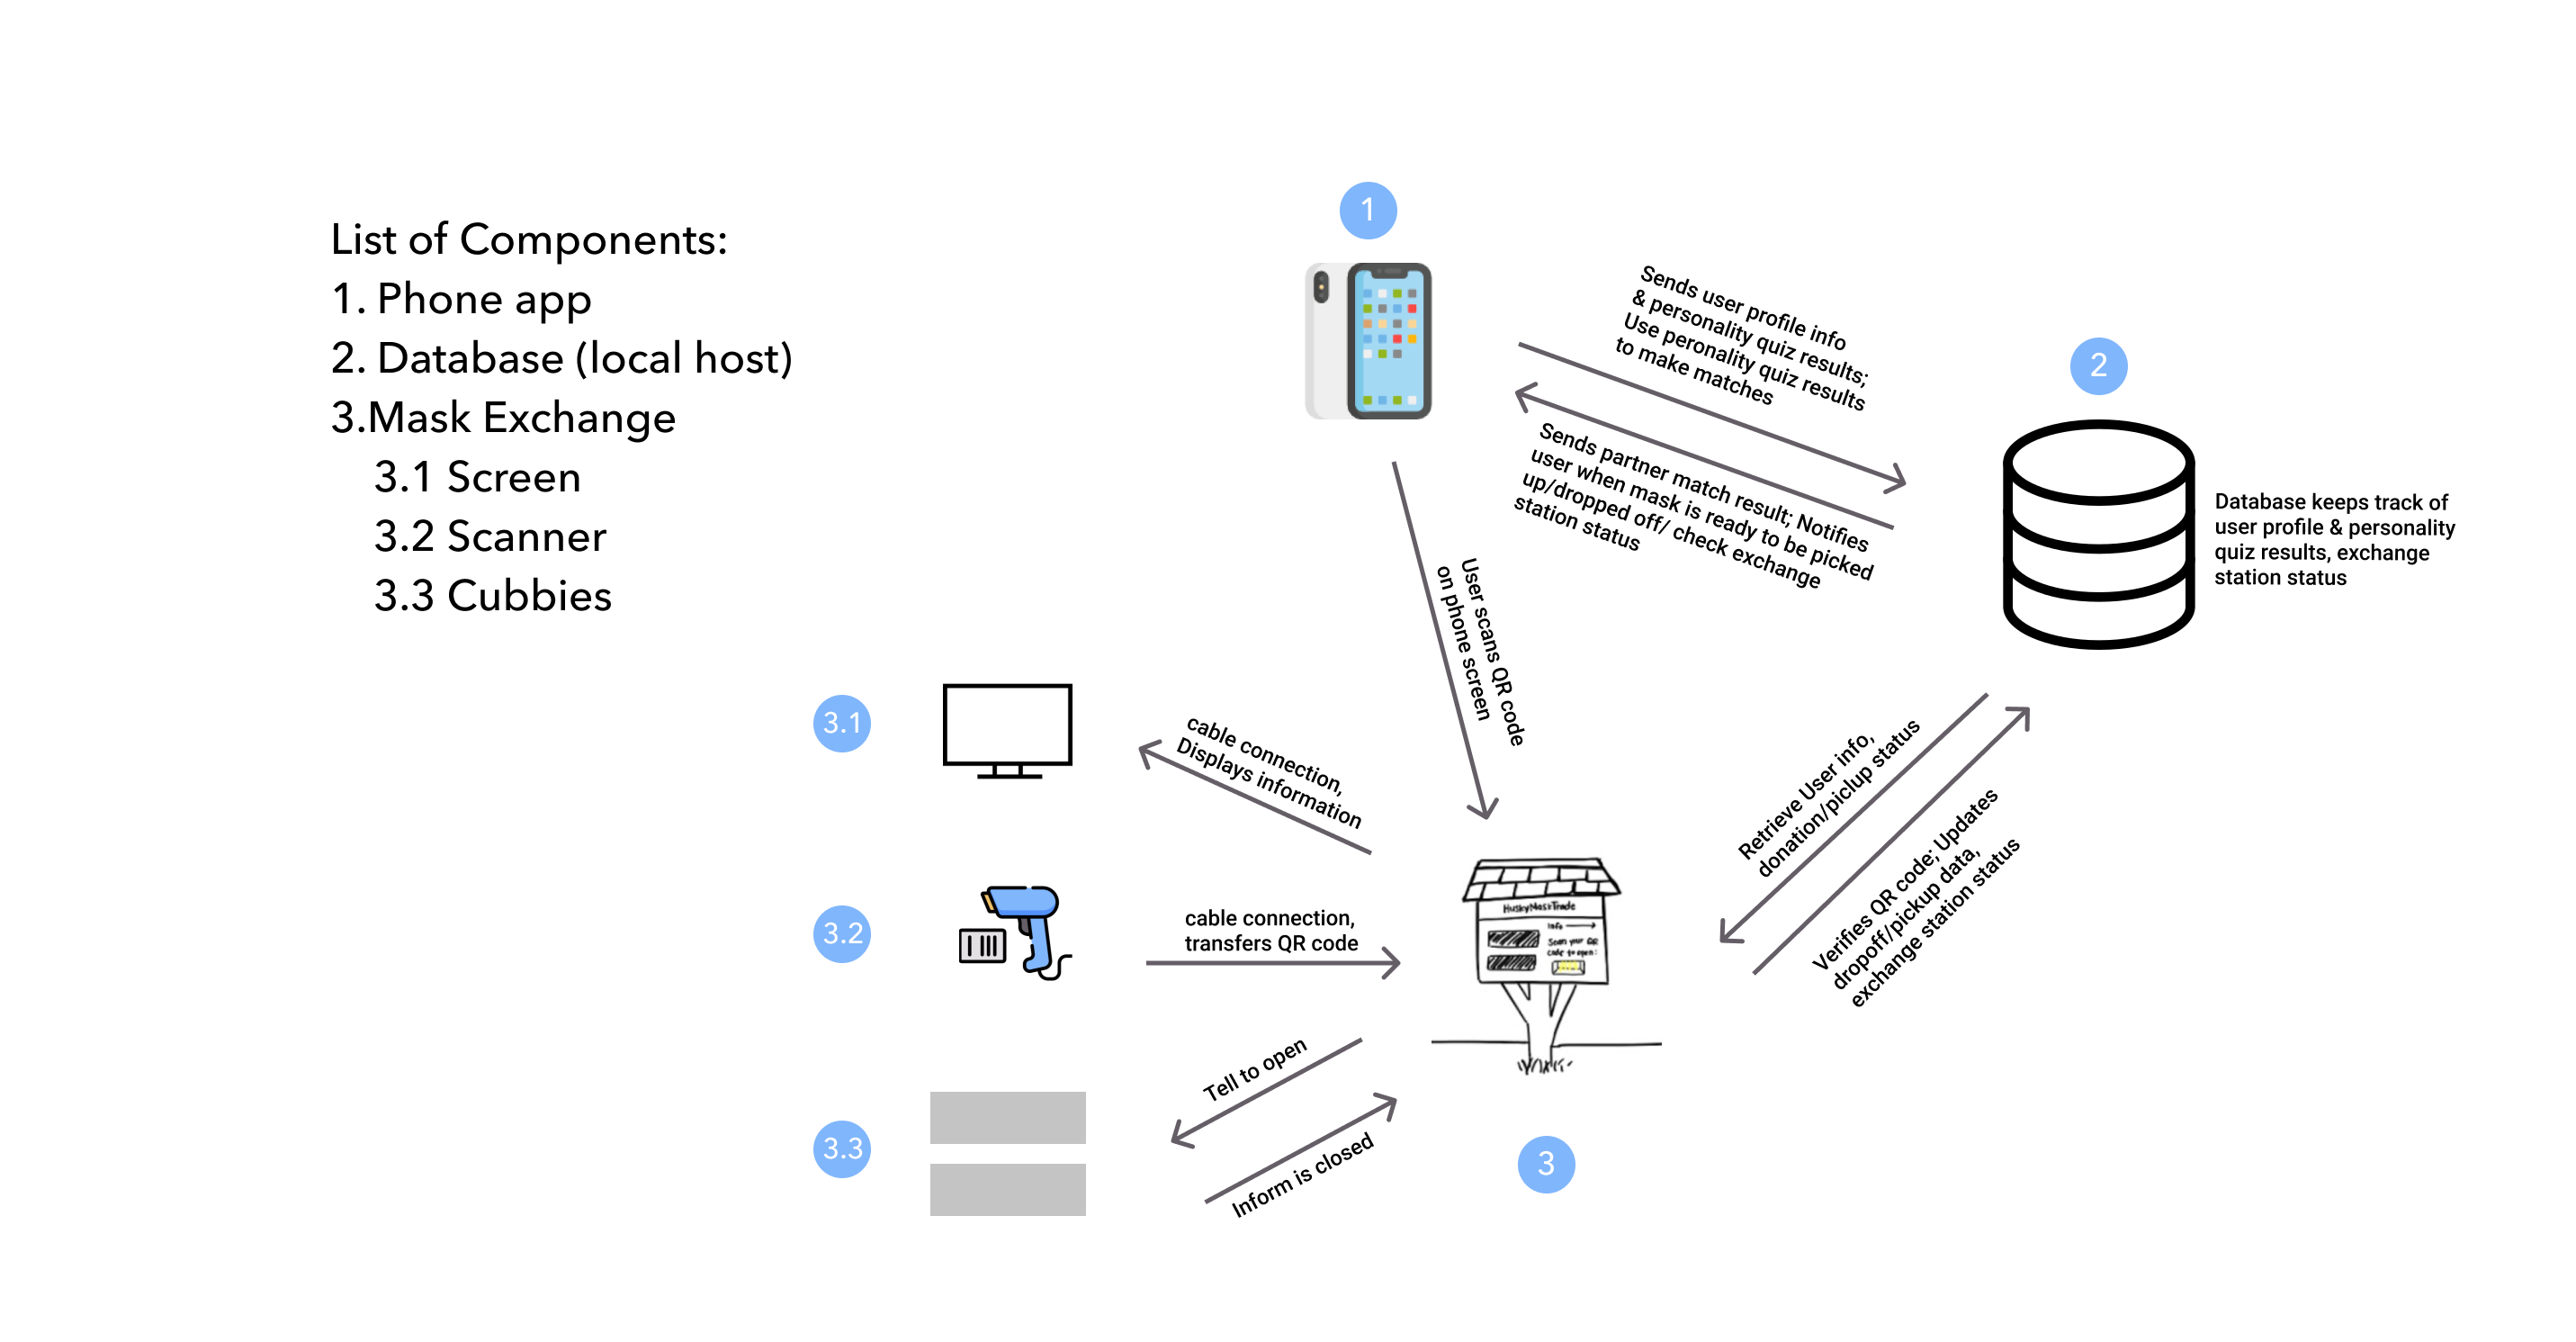 List of Components:
1. Phone app
2. Database (local host)
3.Mask Exchange
3.1 Screen
3.2 Scanner
3.3 Cubbies
1
Sends user profile info
& personality quiz results;
Use peronality quiz results
to make matches
2
Sends partner match result; Notifies
user when mask is ready to be picked
up/dropped off/ check exchange
station status
Database keeps track of
user profile & personality
quiz results, exchange
station status
User scans QR code
on phone screen
3.1
cable connection,
Displays information
Retrieve User info,
donation/piclup status
Verifies QR code; Updates
dropoff/pickup data,
exchange station status
3.2
cable connection,
transfers QR code
HuskyMaskTrade
Info
Scan your QR
code to open:
Tell to open
3.3
Inform is closed
3